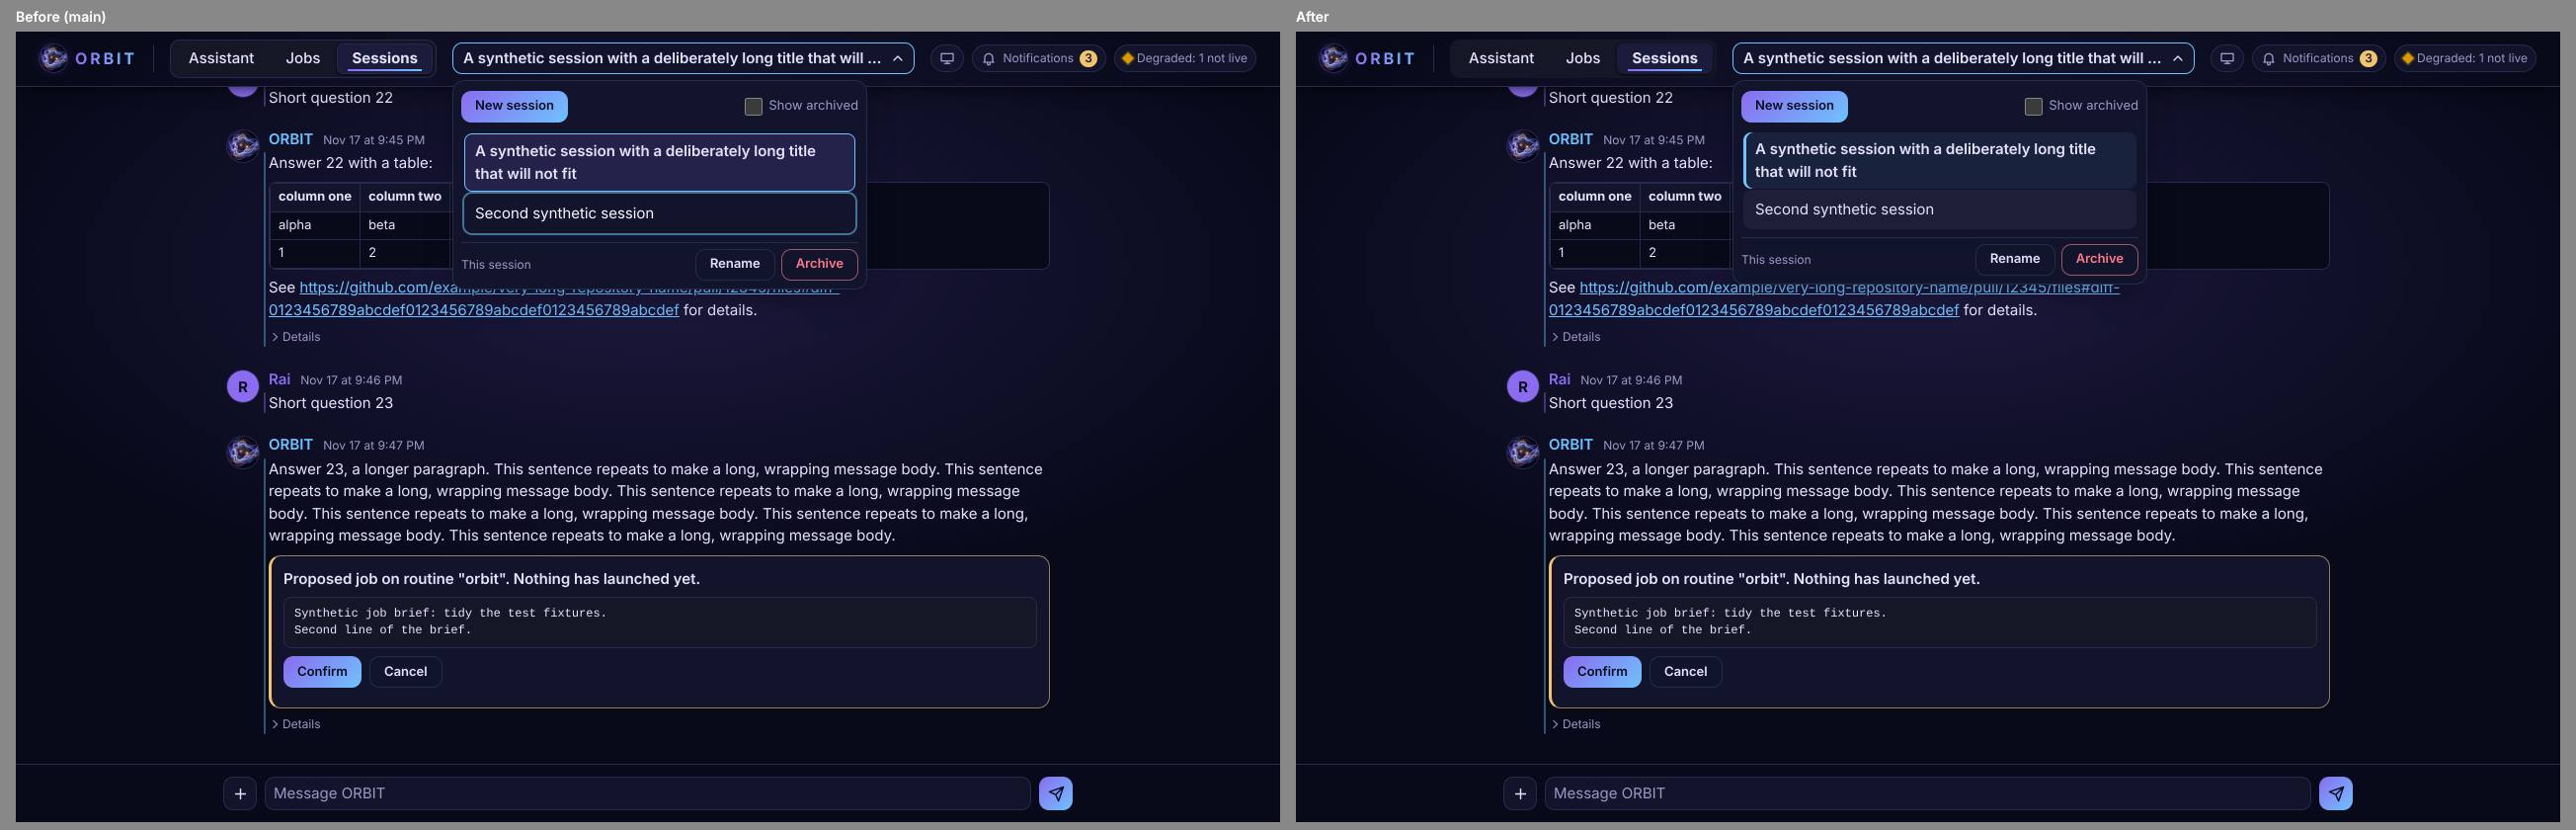 Before (main)
ORBIT
Assistant
Jobs
Sessions
A synthetic session with a deliberately long title that will ...
Notifications 3
Degraded: 1 not live
Short question 22
New session
Show archived
ORBIT Nov 17 at 9:45 PM
Answer 22 with a table:
A synthetic session with a deliberately long title
that will not fit
column one column two
Second synthetic session
alpha beta
1 2
This session
Rename
Archive
See https://github.com/example/very-long-repository-name/pull/12345/files#diff-
0123456789abcdef0123456789abcdef0123456789abcdef for details.
Details
R
Rai Nov 17 at 9:46 PM
Short question 23
ORBIT Nov 17 at 9:47 PM
Answer 23, a longer paragraph. This sentence repeats to make a long, wrapping message body. This sentence
repeats to make a long, wrapping message body. This sentence repeats to make a long, wrapping message
body. This sentence repeats to make a long, wrapping message body. This sentence repeats to make a long,
wrapping message body. This sentence repeats to make a long, wrapping message body.
Proposed job on routine "orbit". Nothing has launched yet.
Synthetic job brief: tidy the test fixtures.
Second line of the brief.
Confirm
Cancel
Details
Message ORBIT
After
ORBIT
Assistant
Jobs
Sessions
A synthetic session with a deliberately long title that will ...
Notifications 3
Degraded: 1 not live
Short question 22
New session
Show archived
ORBIT Nov 17 at 9:45 PM
Answer 22 with a table:
A synthetic session with a deliberately long title
that will not fit
column one column two
Second synthetic session
alpha beta
1 2
This session
Rename
Archive
See https://github.com/example/very-long-repository-name/pull/12345/files#diff-
0123456789abcdef0123456789abcdef0123456789abcdef for details.
Details
R
Rai Nov 17 at 9:46 PM
Short question 23
ORBIT Nov 17 at 9:47 PM
Answer 23, a longer paragraph. This sentence repeats to make a long, wrapping message body. This sentence
repeats to make a long, wrapping message body. This sentence repeats to make a long, wrapping message
body. This sentence repeats to make a long, wrapping message body. This sentence repeats to make a long,
wrapping message body. This sentence repeats to make a long, wrapping message body.
Proposed job on routine "orbit". Nothing has launched yet.
Synthetic job brief: tidy the test fixtures.
Second line of the brief.
Confirm
Cancel
Details
Message ORBIT